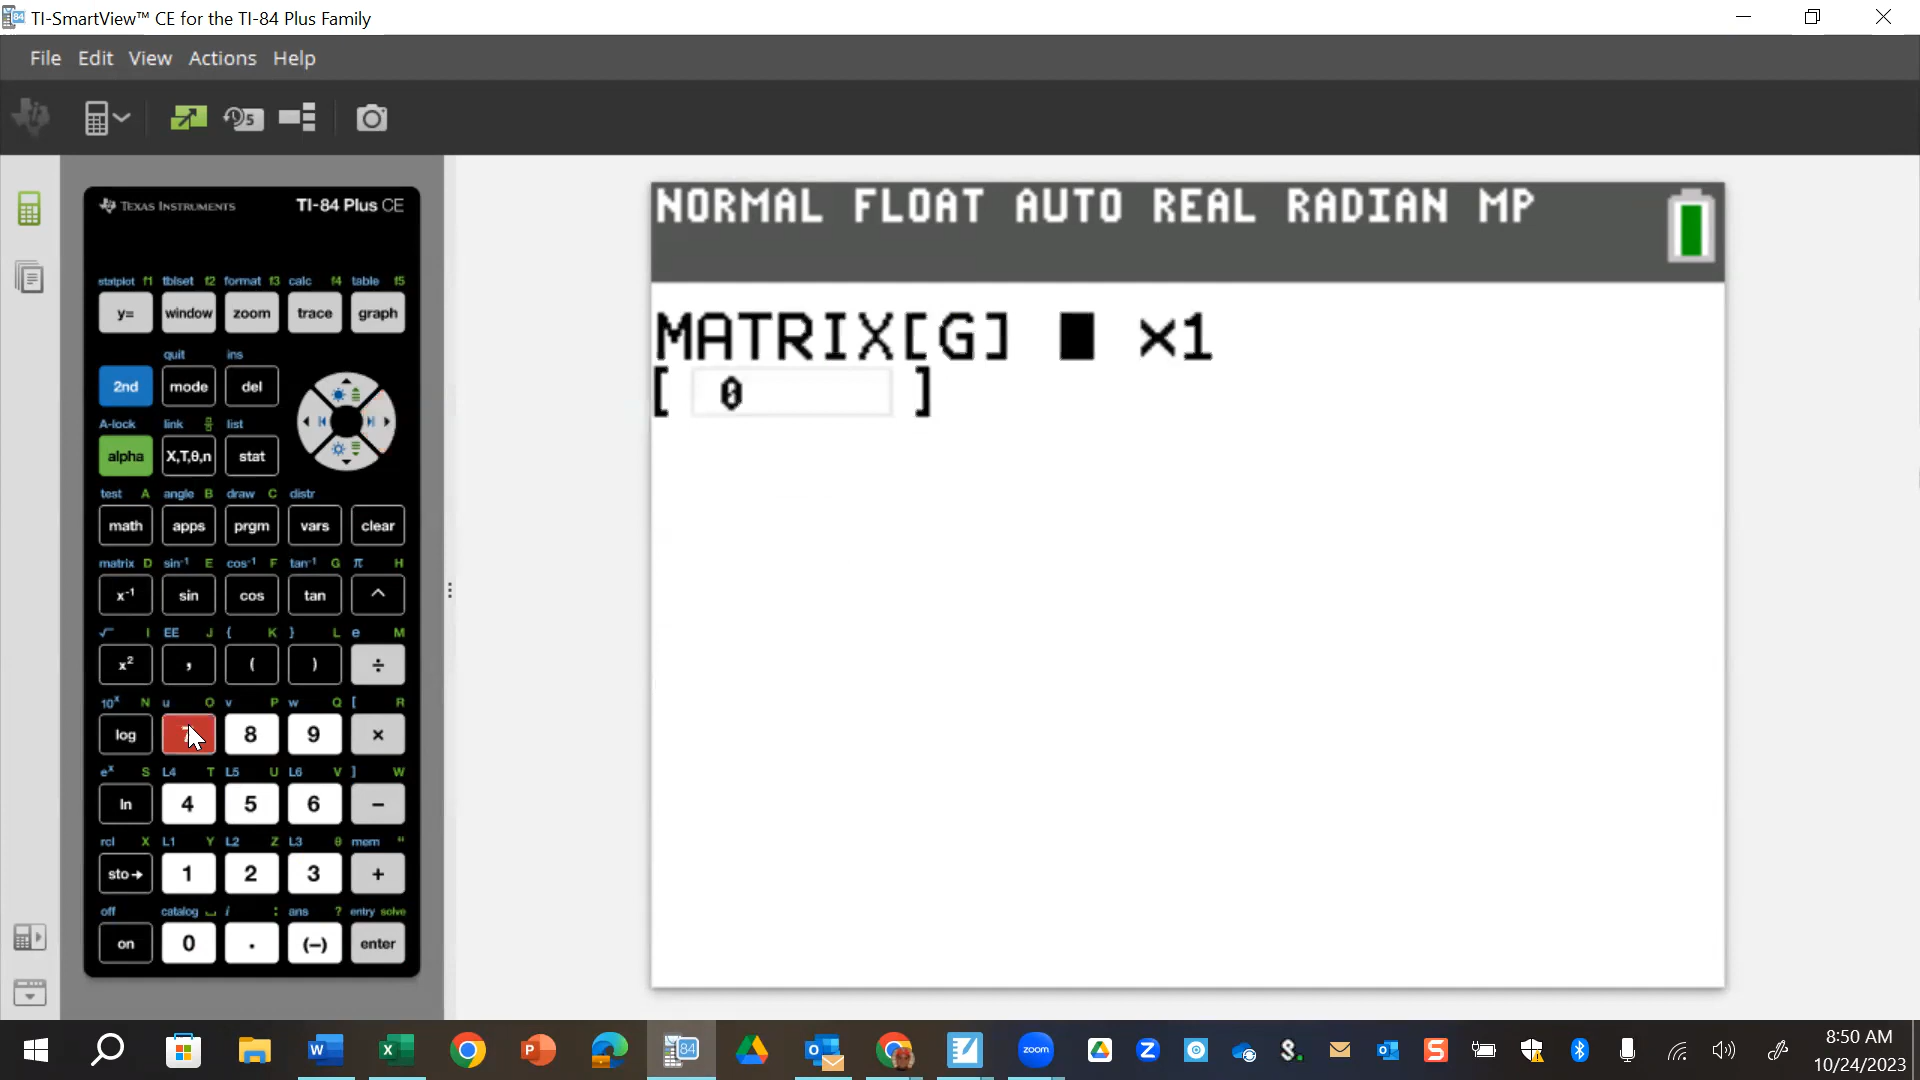 TI-SmartView™ CE for the TI-84 Plus Family
File Edit View Actions Help
TEXAS INSTRUMENTS TI-84 Plus CE
statplot f1 tblset f2 format f3 calc f4 table f5
y= window zoom trace graph
quit ins
2nd mode del
A-lock link list
alpha X,T,θ,n stat
test A angle B draw C distr
math apps prgm vars clear
matrix D sin⁻¹ E cos⁻¹ F tan⁻¹ G π H
x⁻¹ sin cos tan ^
√ I EE J { K } L e M
x² , ( ) ÷
10ˣ N u O v P w Q [ R
log 7 8 9 ×
eˣ S L4 T L5 U L6 V ] W
ln 4 5 6 −
rcl X L1 Y L2 Z L3 θ mem "
sto→ 1 2 3 +
off catalog i : ans ? entry solve
on 0 . (−) enter
NORMAL FLOAT AUTO REAL RADIAN MP
MATRIX[G] ×1
[ 0 ]
zoom
8:50 AM
10/24/2023